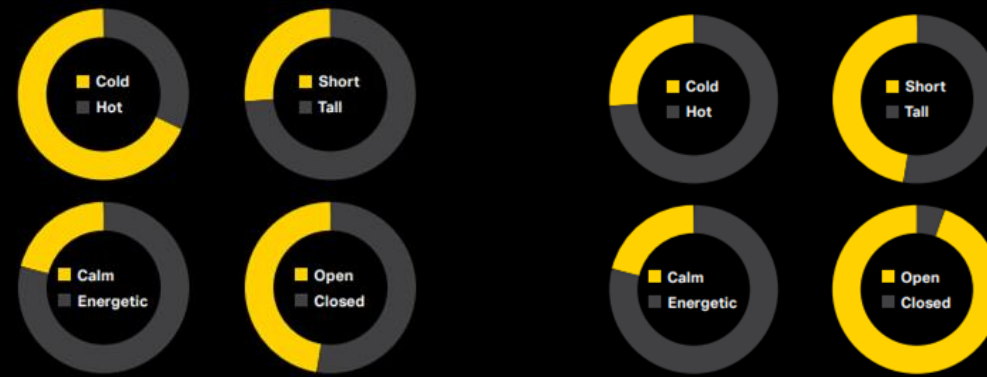 Cold
Hot
Short
Tall
Cold
Hot
Short
Tall
Calm
Energetic
Open
Closed
Calm
Energetic
Open
Closed